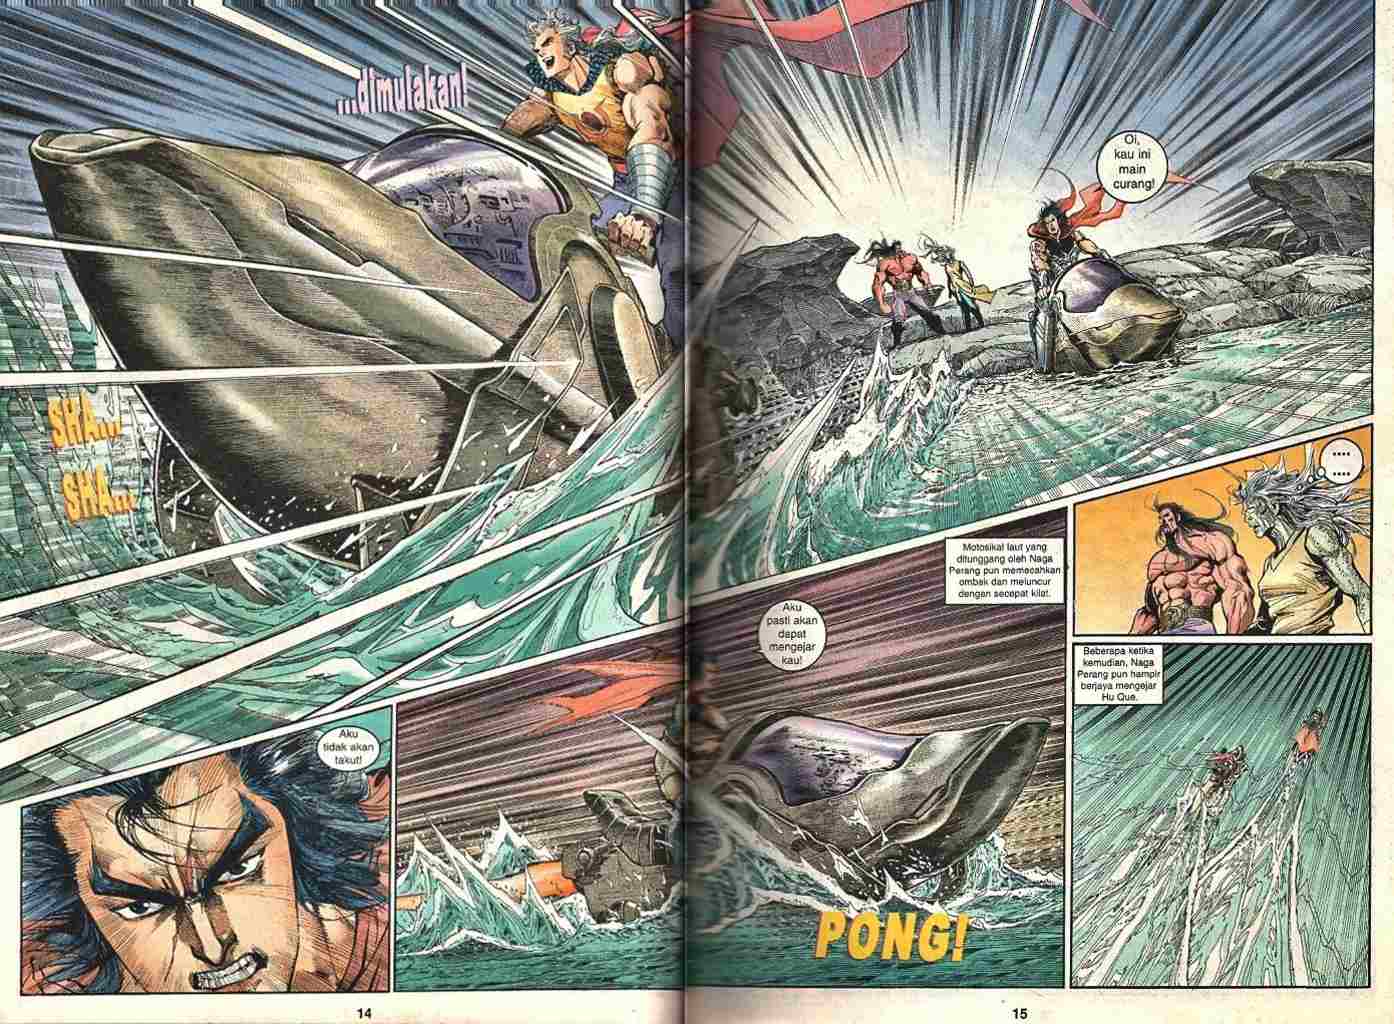 ...dimulakan!
SHA...
SHA...
Oi,
kau ini
main
curang!
....
....
Motosikal laut yang
ditunggang oleh Naga
Perang pun memecahkan
ombak dan meluncur
dengan secepat kilat.
Aku
tidak akan
takut!
Aku
pasti akan
dapat
mengejar
kau!
PONG!
Beberapa ketika
kemudian, Naga
Perang pun hampir
berjaya mengejar
Hu Que.
14
15